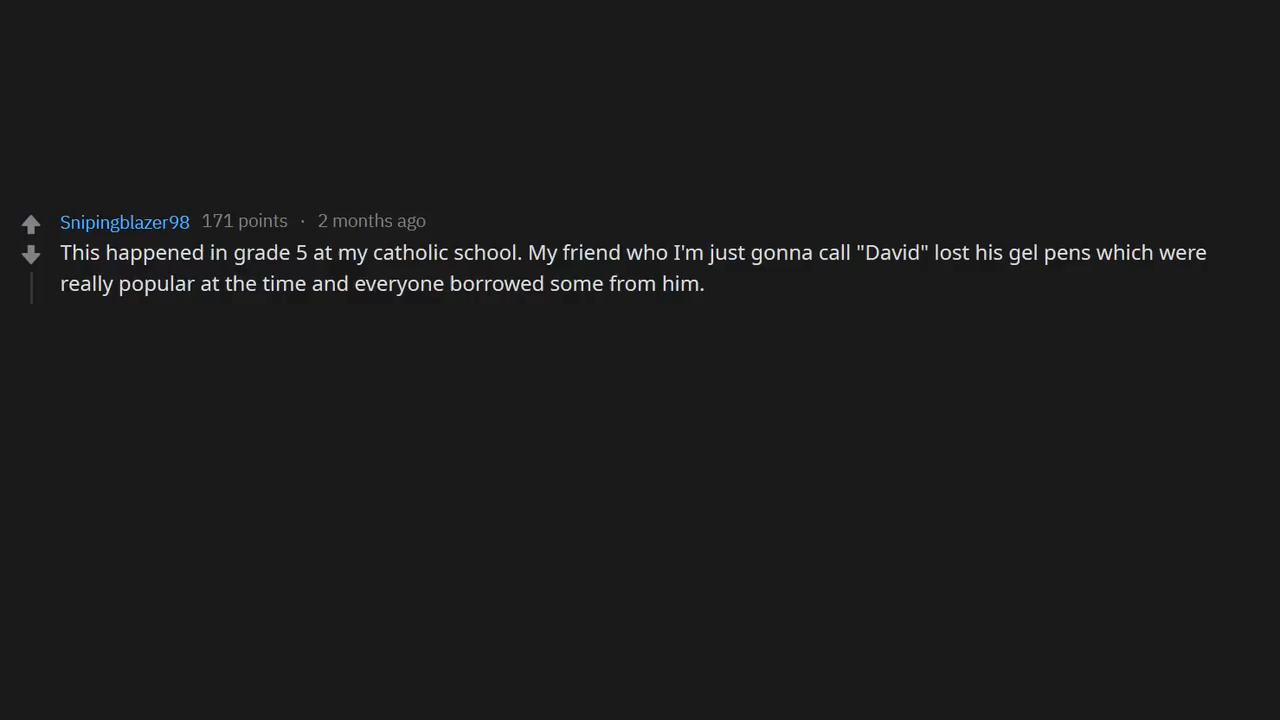 Snipingblazer98 171 points · 2 months ago
This happened in grade 5 at my catholic school. My friend who I'm just gonna call "David" lost his gel pens which were
really popular at the time and everyone borrowed some from him.